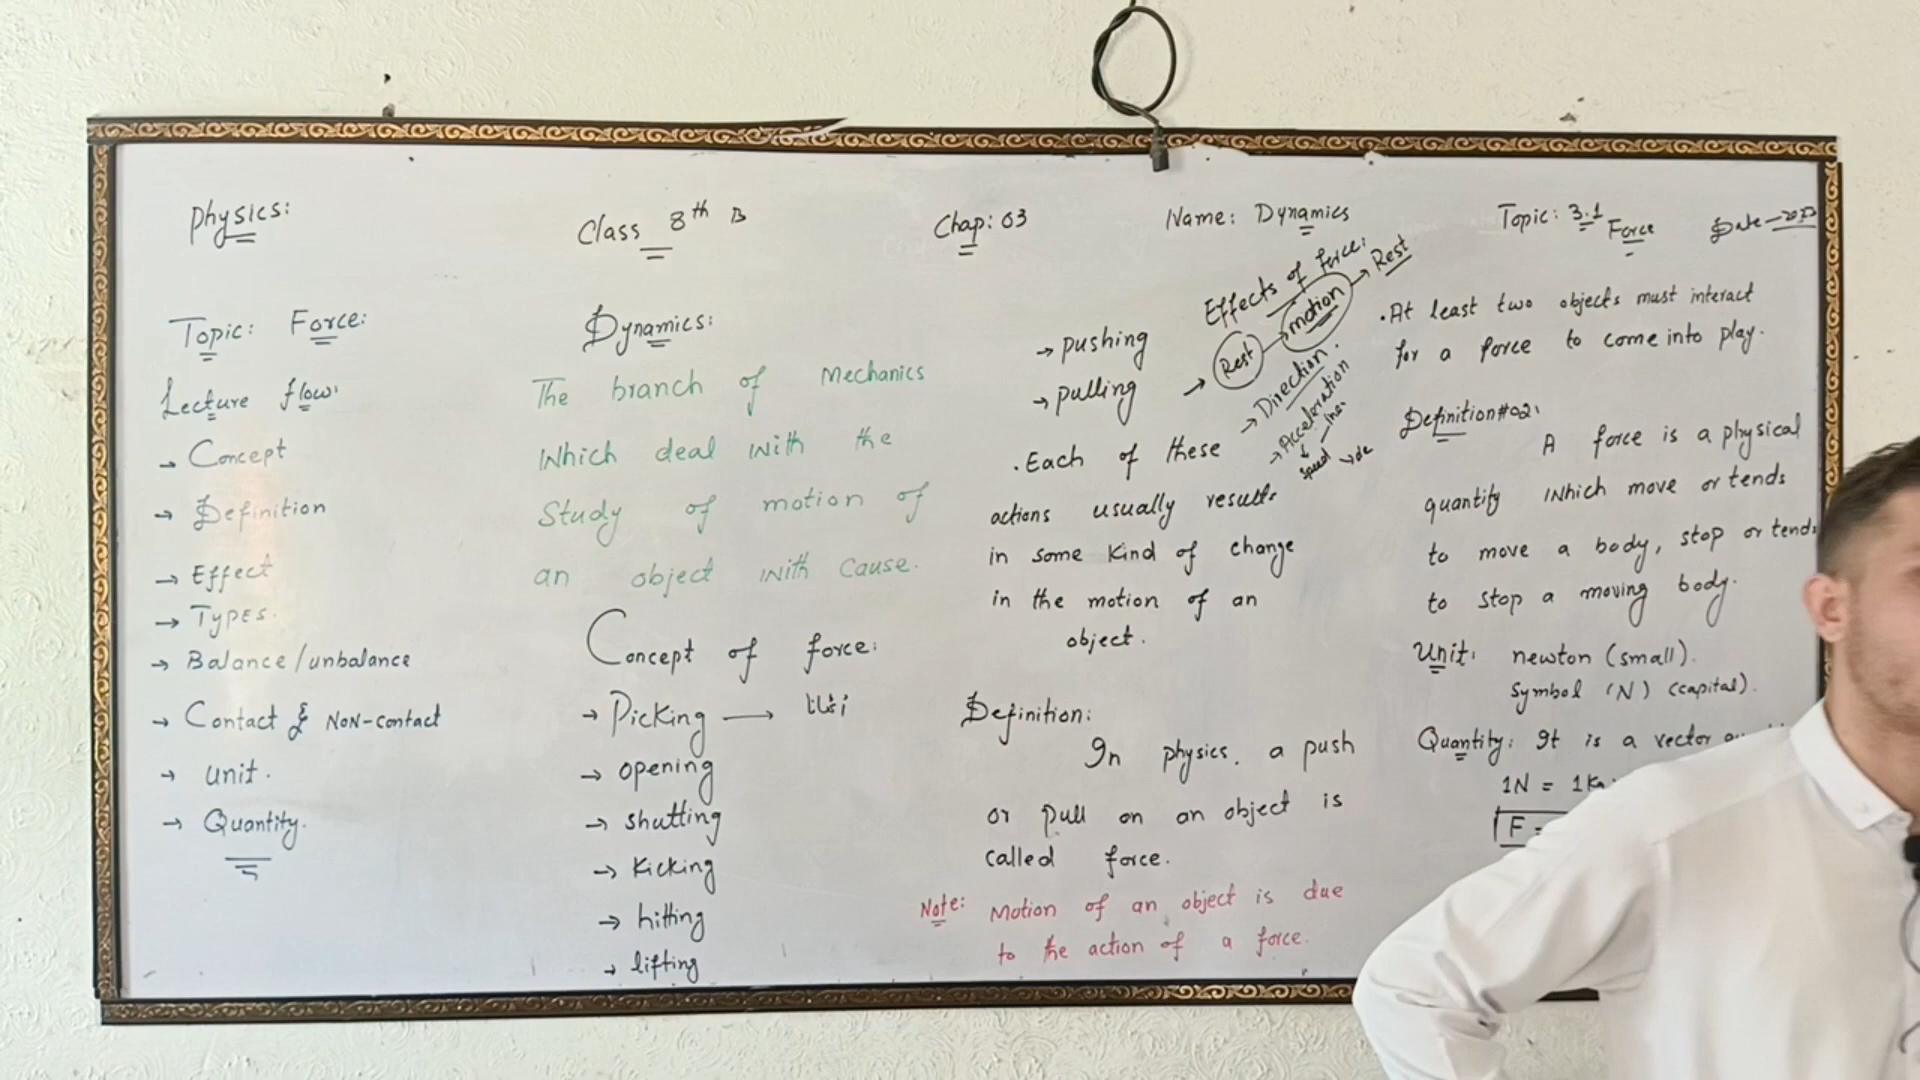 Physics:
Class 8th B
Chap: 03
Name: Dynamics
Topic: 3.1 Force
Topic: Force:
Lecture flow:
→ Concept
→ Definition
→ Effect
→ Types.
→ Balance/unbalance
→ Contact & Non-contact
→ unit.
→ Quantity.
Dynamics:
The branch of Mechanics
Which deal with the
Study of motion of
an object with cause.
Concept of force:
→ Picking →
→ opening
→ shutting
→ Kicking
→ hitting
→ lifting
→ pushing
→ pulling
. Each of these
actions usually results
in some kind of change
in the motion of an
object.
Effects of force:
→ Rest → motion → Rest
→ Direction.
→ Acceleration
speed
Definition:
In physics, a push
or pull on an object is
called force.
Note: Motion of an object is due
to the action of a force.
. At least two objects must interact
for a force to come into play.
Definition#02:
A force is a physical
quantity which move or tends
to move a body, stop or tends
to stop a moving body.
Unit: newton (small).
Symbol (N) (capital).
Quantity: It is a vector
1N =
F =